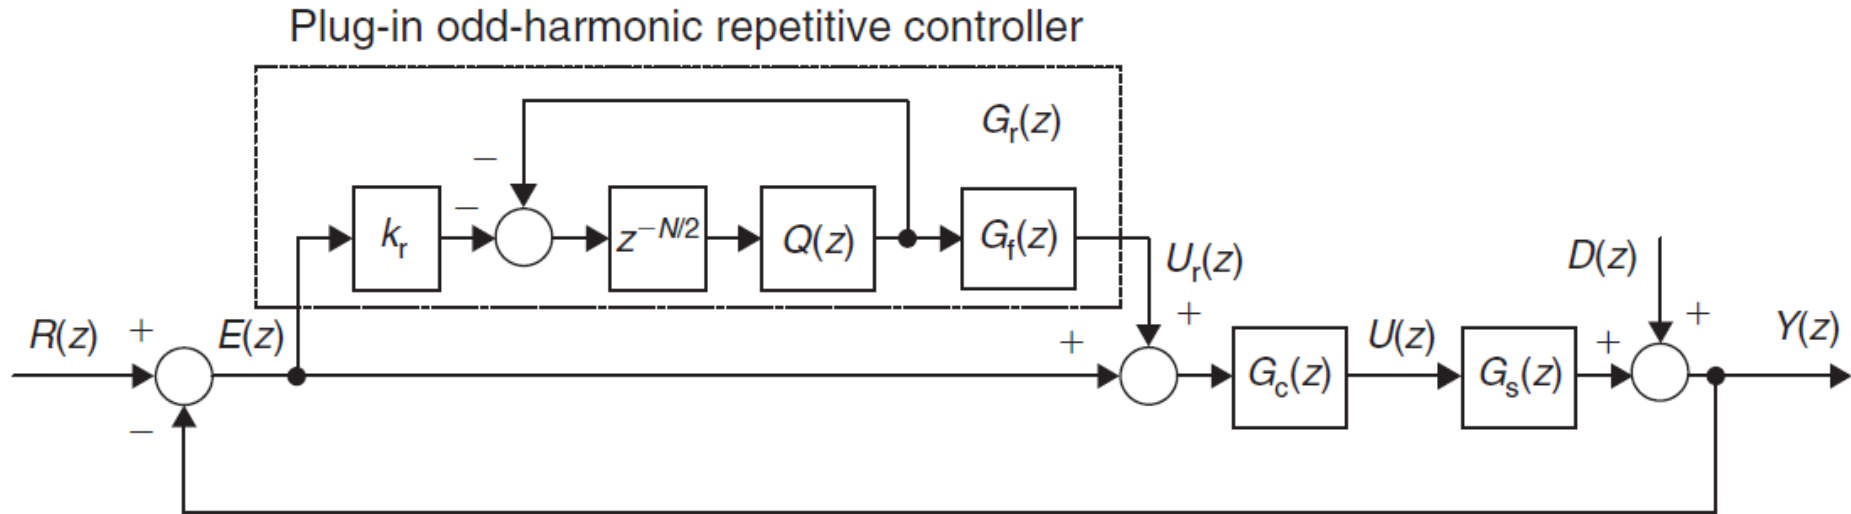 Plug-in odd-harmonic repetitive controller
Gr(z)
−
−
kr
z−N/2
Q(z)
Gf(z)
Ur(z)
D(z)
R(z)
+
E(z)
+
+
Gc(z)
U(z)
Gs(z)
+
+
Y(z)
−